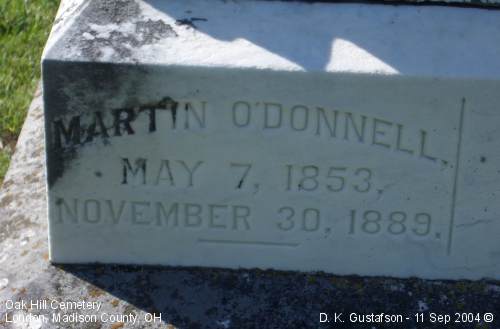 MARTIN O'DONNELL,
MAY 7, 1853,
NOVEMBER 30, 1889.
Oak Hill Cemetery
London, Madison County, OH
D. K. Gustafson - 11 Sep 2004 ©